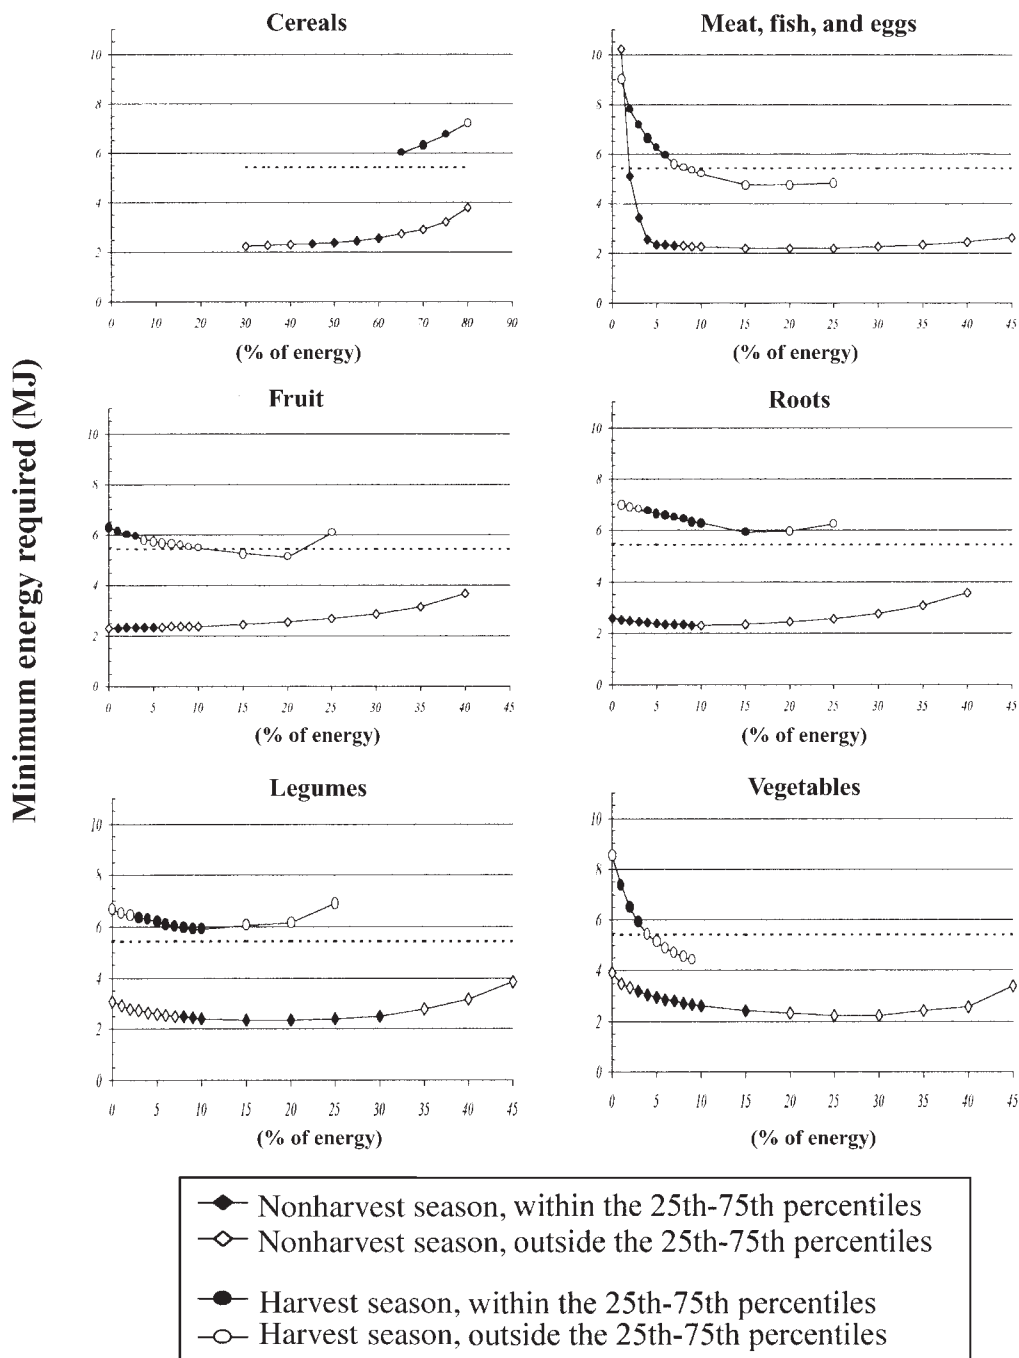 Minimum energy required (MJ)
Cereals
10
8
6
4
2
0
0 10 20 30 40 50 60 70 80 90
(% of energy)
Meat, fish, and eggs
10
8
6
4
2
0
0 5 10 15 20 25 30 35 40 45
(% of energy)
Fruit
10
8
6
4
2
0
0 5 10 15 20 25 30 35 40 45
(% of energy)
Roots
10
8
6
4
2
0
0 5 10 15 20 25 30 35 40 45
(% of energy)
Legumes
10
8
6
4
2
0
0 5 10 15 20 25 30 35 40 45
(% of energy)
Vegetables
10
8
6
4
2
0
0 5 10 15 20 25 30 35 40 45
(% of energy)
Nonharvest season, within the 25th-75th percentiles
Nonharvest season, outside the 25th-75th percentiles
Harvest season, within the 25th-75th percentiles
Harvest season, outside the 25th-75th percentiles